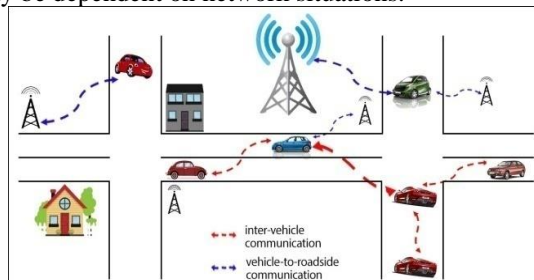 y be dependent on network situations.
inter-vehicle
communication
vehicle-to-roadside
communication